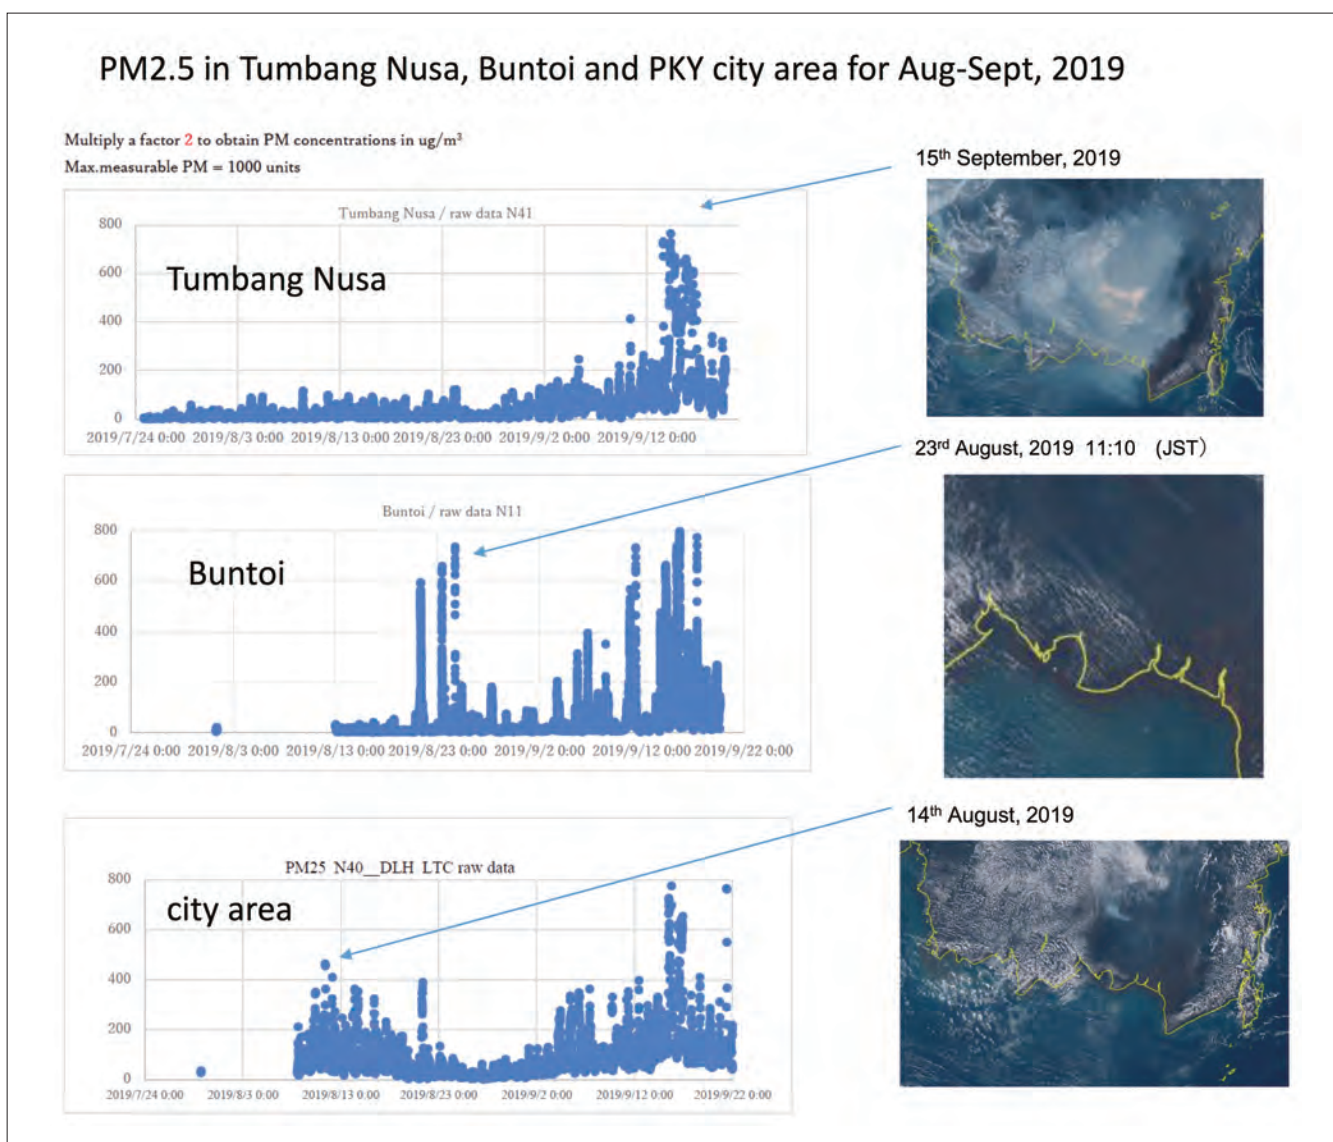 PM2.5 in Tumbang Nusa, Buntoi and PKY city area for Aug-Sept, 2019
Multiply a factor 2 to obtain PM concentrations in ug/m³
Max.measurable PM = 1000 units
15th September, 2019
Tumbang Nusa / raw data N41
Tumbang Nusa
800
600
400
200
0
2019/7/24 0:00 2019/8/3 0:00 2019/8/13 0:00 2019/8/23 0:00 2019/9/2 0:00 2019/9/12 0:00
23rd August, 2019 11:10 (JST)
Buntoi / raw data N11
Buntoi
800
600
400
200
0
2019/7/24 0:00 2019/8/3 0:00 2019/8/13 0:00 2019/8/23 0:00 2019/9/2 0:00 2019/9/12 0:00 2019/9/22 0:00
14th August, 2019
PM25_N40__DLH_LTC raw data
city area
800
600
400
200
0
2019/7/24 0:00 2019/8/3 0:00 2019/8/13 0:00 2019/8/23 0:00 2019/9/2 0:00 2019/9/12 0:00 2019/9/22 0:00